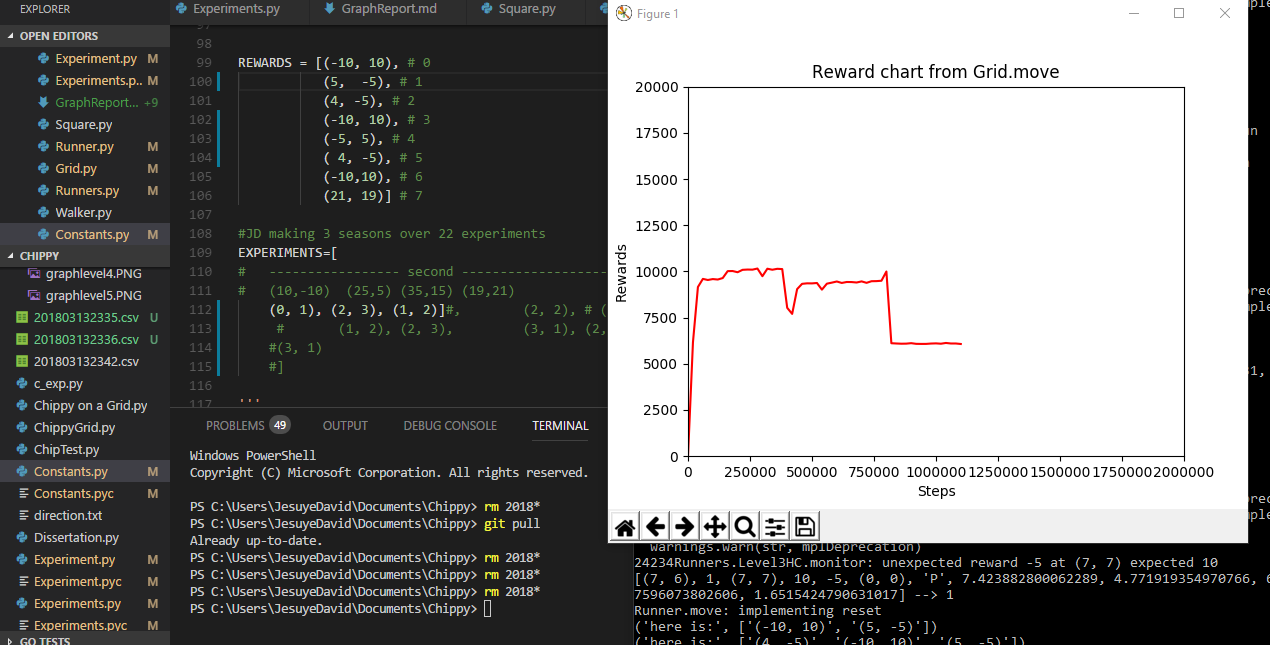 EXPLORER
OPEN EDITORS
Experiment.py M
Experiments.p.. M
GraphReport... +9
Square.py
Runner.py M
Grid.py M
Runners.py M
Walker.py
Constants.py M
CHIPPY
graphlevel4.PNG
graphlevel5.PNG
201803132335.csv U
201803132336.csv U
201803132342.csv
c_exp.py
Chippy on a Grid.py
ChippyGrid.py
ChipTest.py
Constants.py M
Constants.pyc M
direction.txt
Dissertation.py
Experiment.py M
Experiment.pyc M
Experiments.py M
Experiments.pyc M
GO TESTS
Experiments.py GraphReport.md Square.py
97
98
99 REWARDS = [(-10, 10), # 0
100 (5, -5), # 1
101 (4, -5), # 2
102 (-10, 10), # 3
103 (-5, 5), # 4
104 ( 4, -5), # 5
105 (-10,10), # 6
106 (21, 19)] # 7
107
108 #JD making 3 seasons over 22 experiments
109 EXPERIMENTS=[
110 # ----------------- second -------------------
111 # (10,-10) (25,5) (35,15) (19,21)
112 (0, 1), (2, 3), (1, 2)]#, (2, 2), # (
113 # (1, 2), (2, 3), (3, 1), (2,
114 #(3, 1)
115 #]
116
117 '''
PROBLEMS 49 OUTPUT DEBUG CONSOLE TERMINAL
Windows PowerShell
Copyright (C) Microsoft Corporation. All rights reserved.
PS C:\Users\JesuyeDavid\Documents\Chippy> rm 2018*
PS C:\Users\JesuyeDavid\Documents\Chippy> git pull
Already up-to-date.
PS C:\Users\JesuyeDavid\Documents\Chippy> rm 2018*
PS C:\Users\JesuyeDavid\Documents\Chippy> rm 2018*
PS C:\Users\JesuyeDavid\Documents\Chippy> rm 2018*
PS C:\Users\JesuyeDavid\Documents\Chippy>
Figure 1
Reward chart from Grid.move
20000
17500
15000
12500
10000
7500
5000
2500
0
Rewards
0 250000 500000 750000 1000000 1250000 1500000 1750000 2000000
Steps
warnings.warn(str, mplDeprecation)
24234Runners.Level3HC.monitor: unexpected reward -5 at (7, 7) expected 10
[(7, 6), 1, (7, 7), 10, -5, (0, 0), 'P', 7.423882800062289, 4.771919354970766, 6
7596073802606, 1.6515424790631017] --> 1
Runner.move: implementing reset
('here is:', ['(-10, 10)', '(5, -5)'])
('here is:', ['(4, -5)', '(-10, 10)', '(5, -5)'])